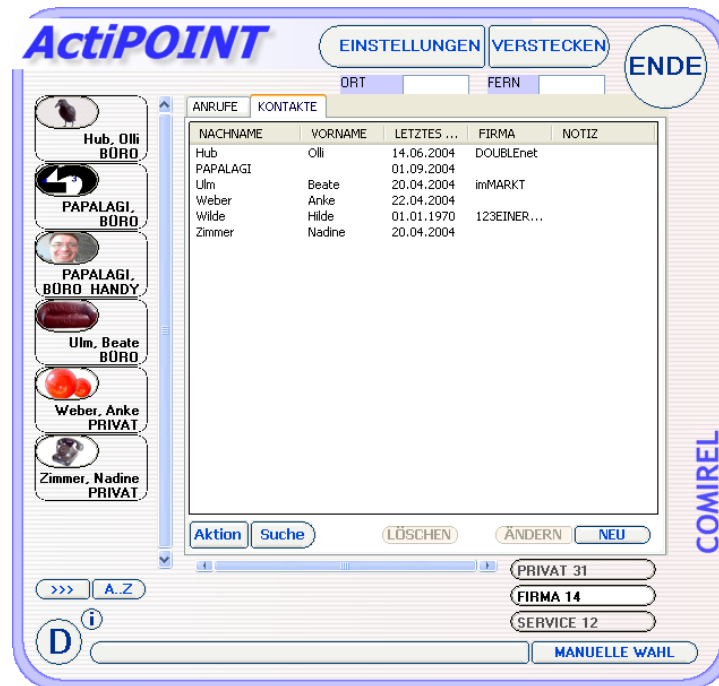 ActiPOINT
EINSTELLUNGEN
VERSTECKEN
ENDE
ORT
FERN
ANRUFE
KONTAKTE
NACHNAME VORNAME LETZTES ... FIRMA NOTIZ
Hub Olli 14.06.2004 DOUBLEnet
PAPALAGI 01.09.2004
Ulm Beate 20.04.2004 imMARKT
Weber Anke 22.04.2004
Wilde Hilde 01.01.1970 123EINER...
Zimmer Nadine 20.04.2004
Hub, Olli
BÜRO
3
PAPALAGI,
BÜRO
PAPALAGI,
BÜRO HANDY
Ulm, Beate
BÜRO
Weber, Anke
PRIVAT
Zimmer, Nadine
PRIVAT
COMIREL
Aktion
Suche
LÖSCHEN
ÄNDERN
NEU
>>>
A..Z
PRIVAT 31
FIRMA 14
SERVICE 12
D
i
MANUELLE WAHL